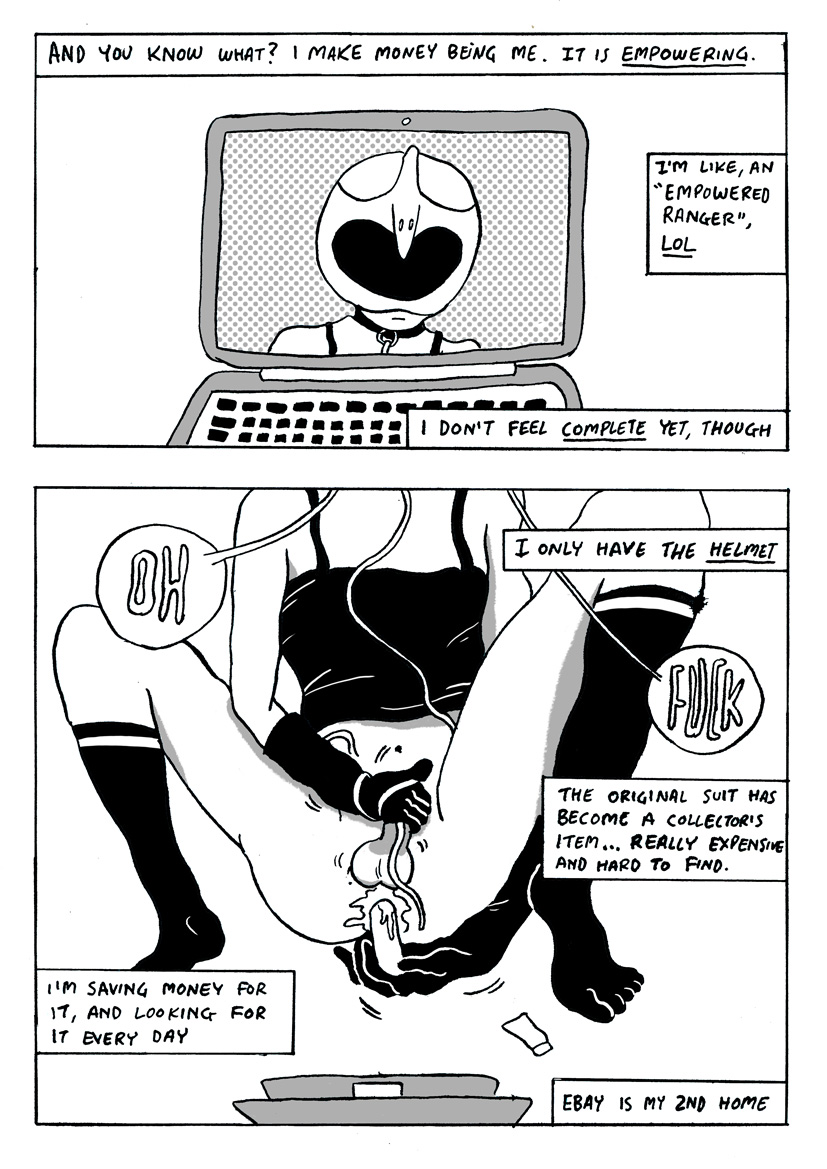 AND YOU KNOW WHAT? I MAKE MONEY BEING ME. IT IS EMPOWERING.
I'M LIKE, AN
"EMPOWERED
RANGER",
LOL
I DON'T FEEL COMPLETE YET, THOUGH
I ONLY HAVE THE HELMET
OH
FUCK
THE ORIGINAL SUIT HAS
BECOME A COLLECTOR'S
ITEM... REALLY EXPENSIVE
AND HARD TO FIND.
I'M SAVING MONEY FOR
IT, AND LOOKING FOR
IT EVERY DAY
EBAY IS MY 2ND HOME